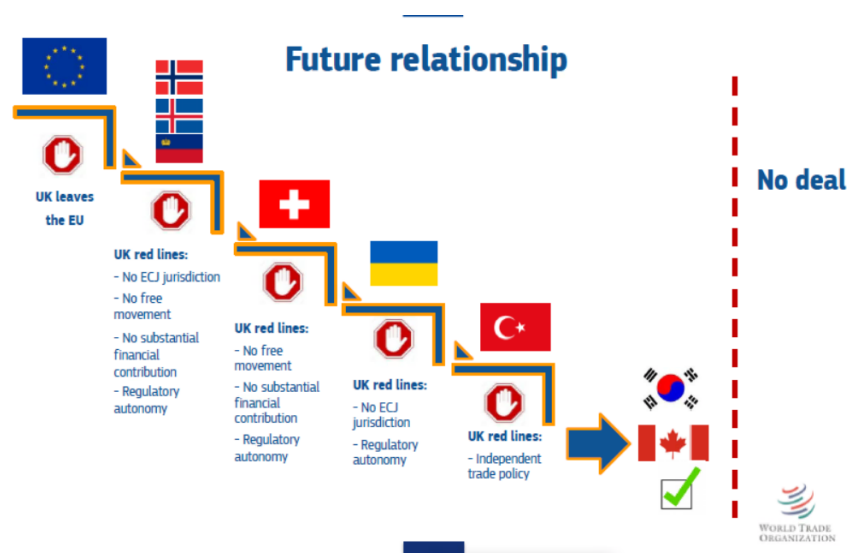 Future relationship
No deal
UK leaves
the EU
UK red lines:
- No ECJ jurisdiction
- No free
movement
- No substantial
financial
contribution
- Regulatory
autonomy
UK red lines:
- No free
movement
- No substantial
financial
contribution
- Regulatory
autonomy
UK red lines:
- No ECJ
jurisdiction
- Regulatory
autonomy
UK red lines:
- Independent
trade policy
WORLD TRADE
ORGANIZATION